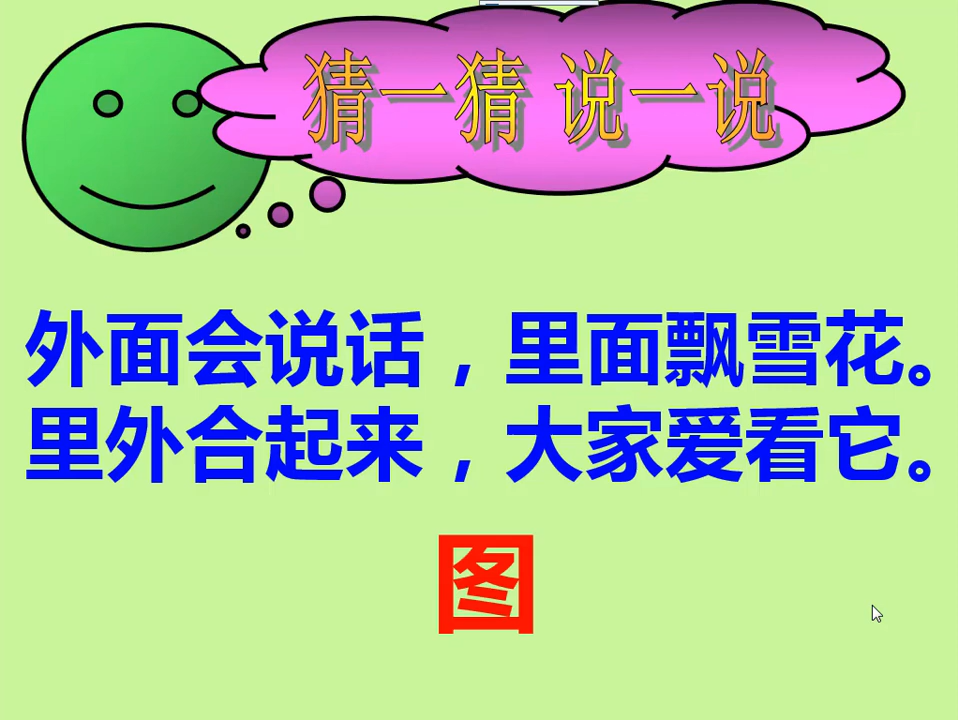 猜一猜 说一说
外面会说话，里面飘雪花。
里外合起来，大家爱看它。
图